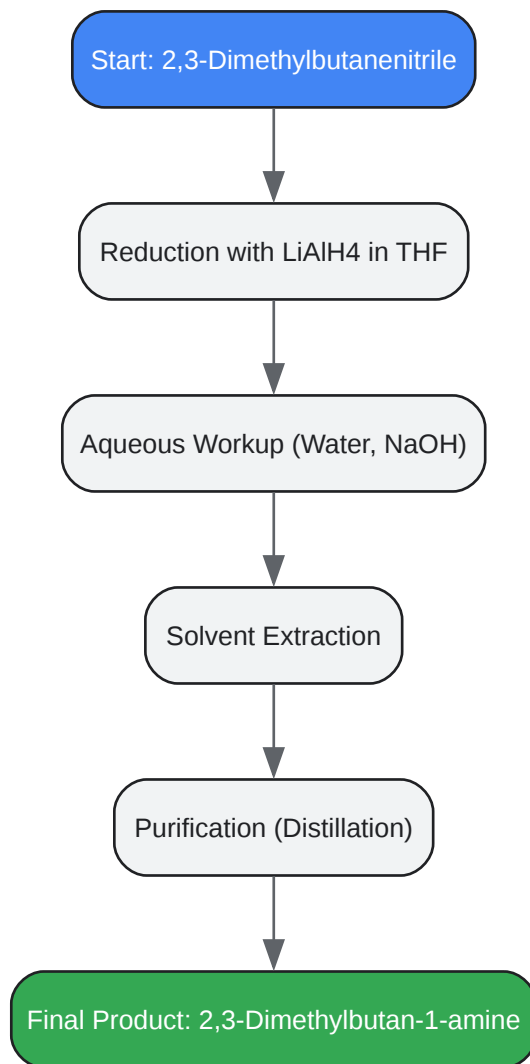 Start: 2,3-Dimethylbutanenitrile
Reduction with LiAlH4 in THF
Aqueous Workup (Water, NaOH)
Solvent Extraction
Purification (Distillation)
Final Product: 2,3-Dimethylbutan-1-amine